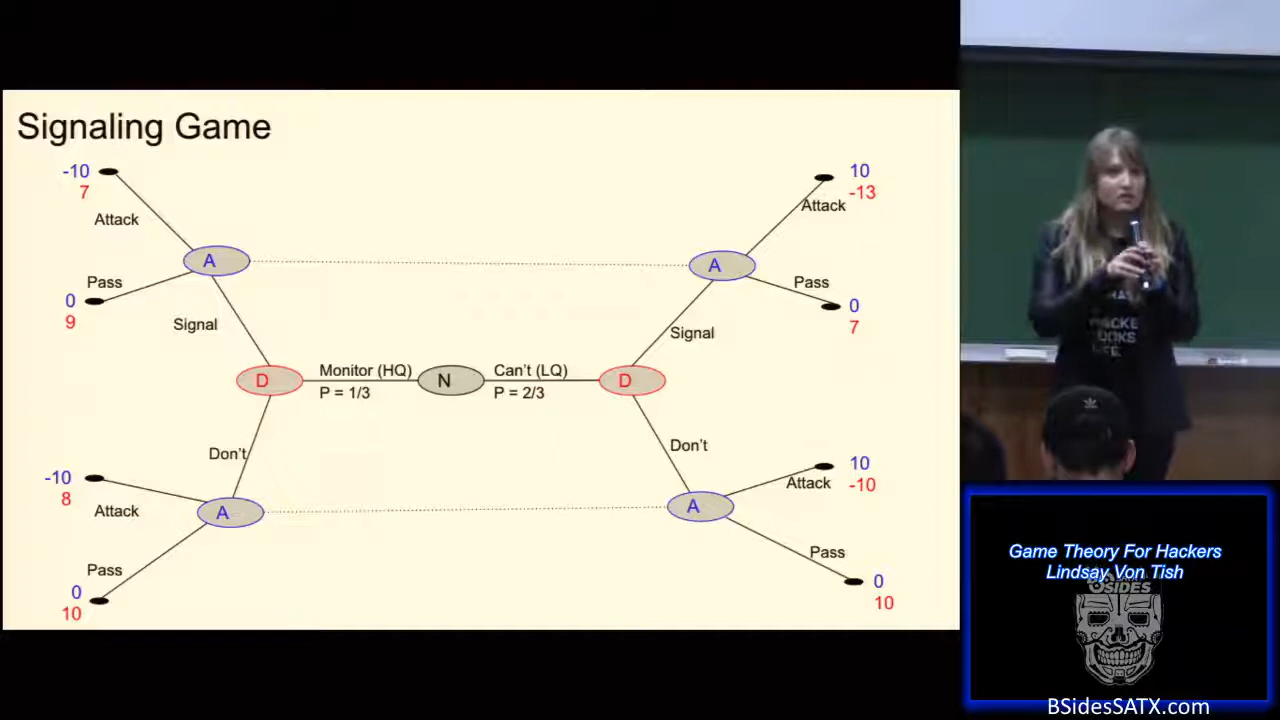 Signaling Game
-10
7
Attack
Pass
0
9
A
Signal
10
-13
Attack
A
Pass
0
7
Signal
D
Monitor (HQ)
P = 1/3
N
Can't (LQ)
P = 2/3
D
Don't
-10
8
Attack
A
Pass
0
10
Don't
10
-10
Attack
A
Pass
0
10
Game Theory For Hackers
Lindsay Von Tish
SIDES
BSidesSATX.com